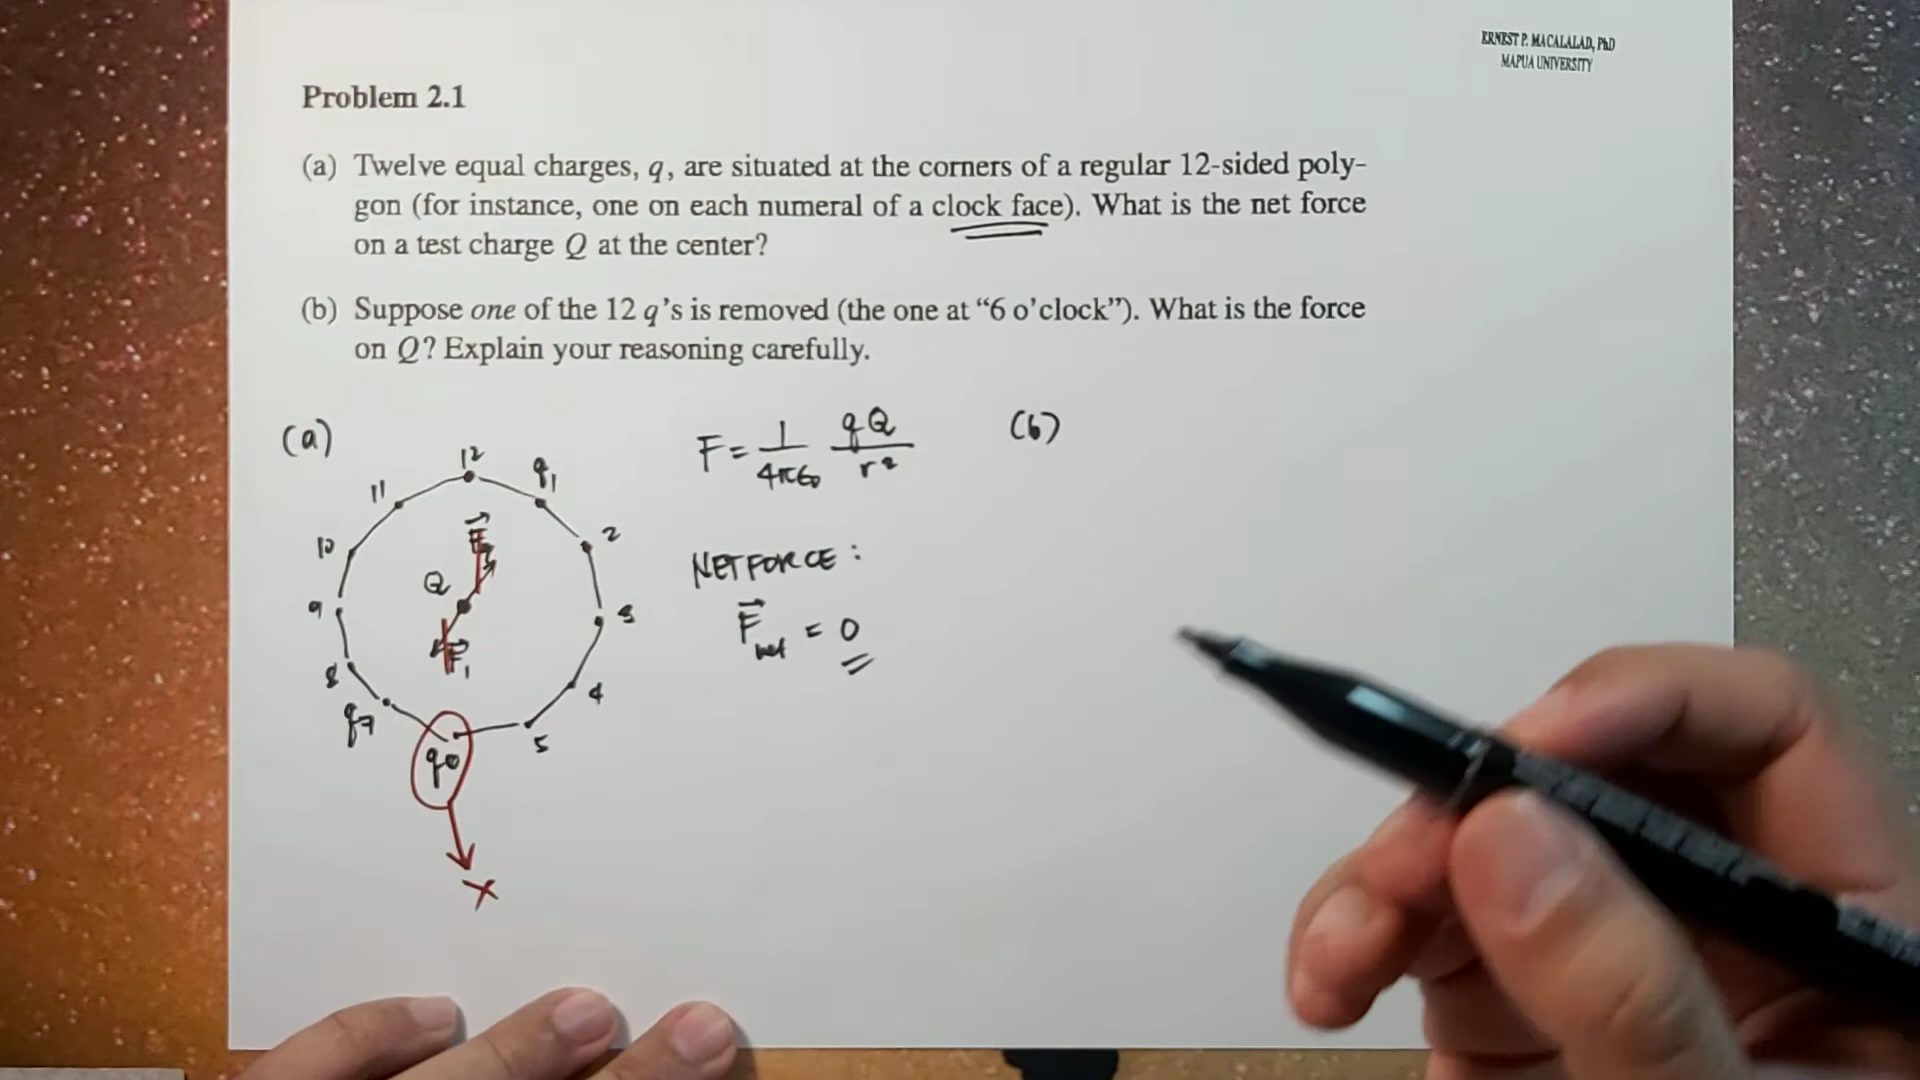 ERNEST P. MACALALAD, PhD
MAPUA UNIVERSITY
Problem 2.1
(a) Twelve equal charges, q, are situated at the corners of a regular 12-sided poly-
gon (for instance, one on each numeral of a clock face). What is the net force
on a test charge Q at the center?
(b) Suppose one of the 12 q's is removed (the one at “6 o'clock”). What is the force
on Q? Explain your reasoning carefully.
(a)
F = 1/4πε₀ qQ/r²
(b)
12
q₁
11
2
10
F⃗
Q
NET FORCE :
9
3
F⃗net = 0
F⃗₁
8
4
q₇
5
X